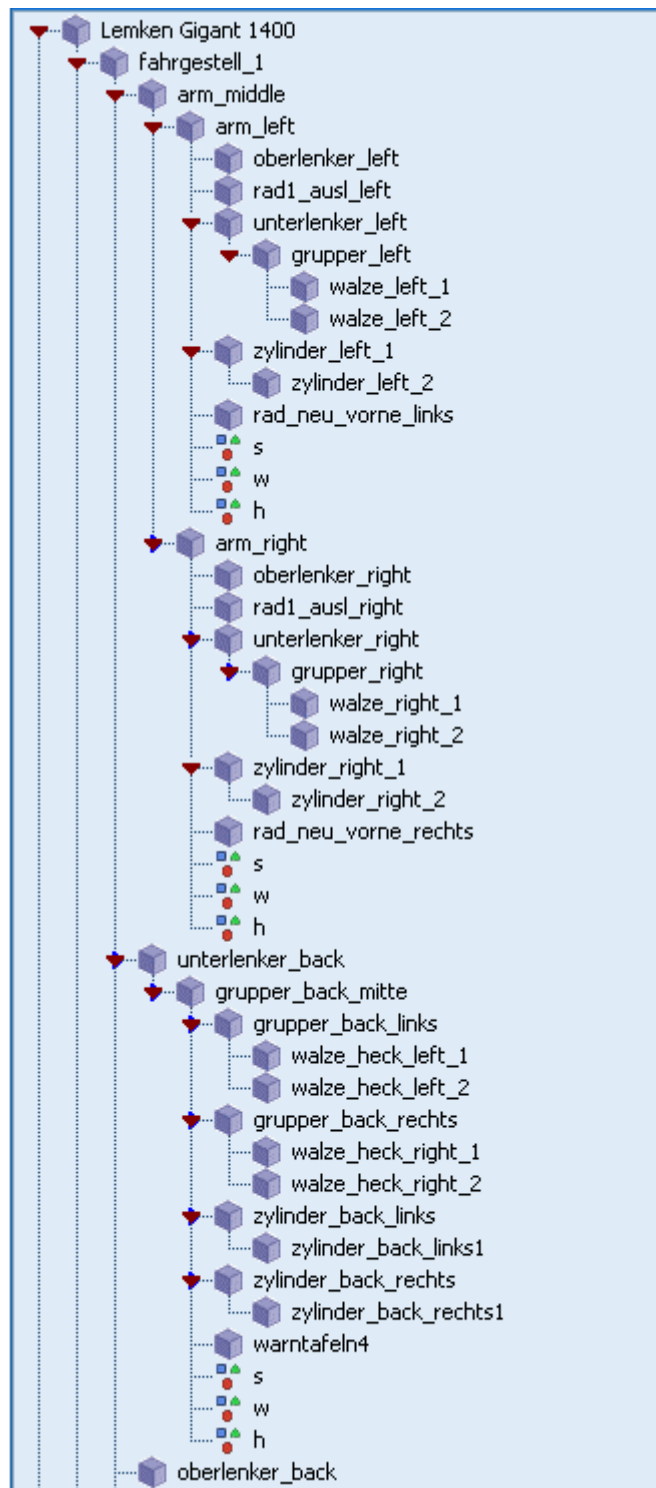 Lemken Gigant 1400
fahrgestell_1
arm_middle
arm_left
oberlenker_left
rad1_ausl_left
unterlenker_left
grupper_left
walze_left_1
walze_left_2
zylinder_left_1
zylinder_left_2
rad_neu_vorne_links
s
w
h
arm_right
oberlenker_right
rad1_ausl_right
unterlenker_right
grupper_right
walze_right_1
walze_right_2
zylinder_right_1
zylinder_right_2
rad_neu_vorne_rechts
s
w
h
unterlenker_back
grupper_back_mitte
grupper_back_links
walze_heck_left_1
walze_heck_left_2
grupper_back_rechts
walze_heck_right_1
walze_heck_right_2
zylinder_back_links
zylinder_back_links1
zylinder_back_rechts
zylinder_back_rechts1
warntafeln4
s
w
h
oberlenker_back